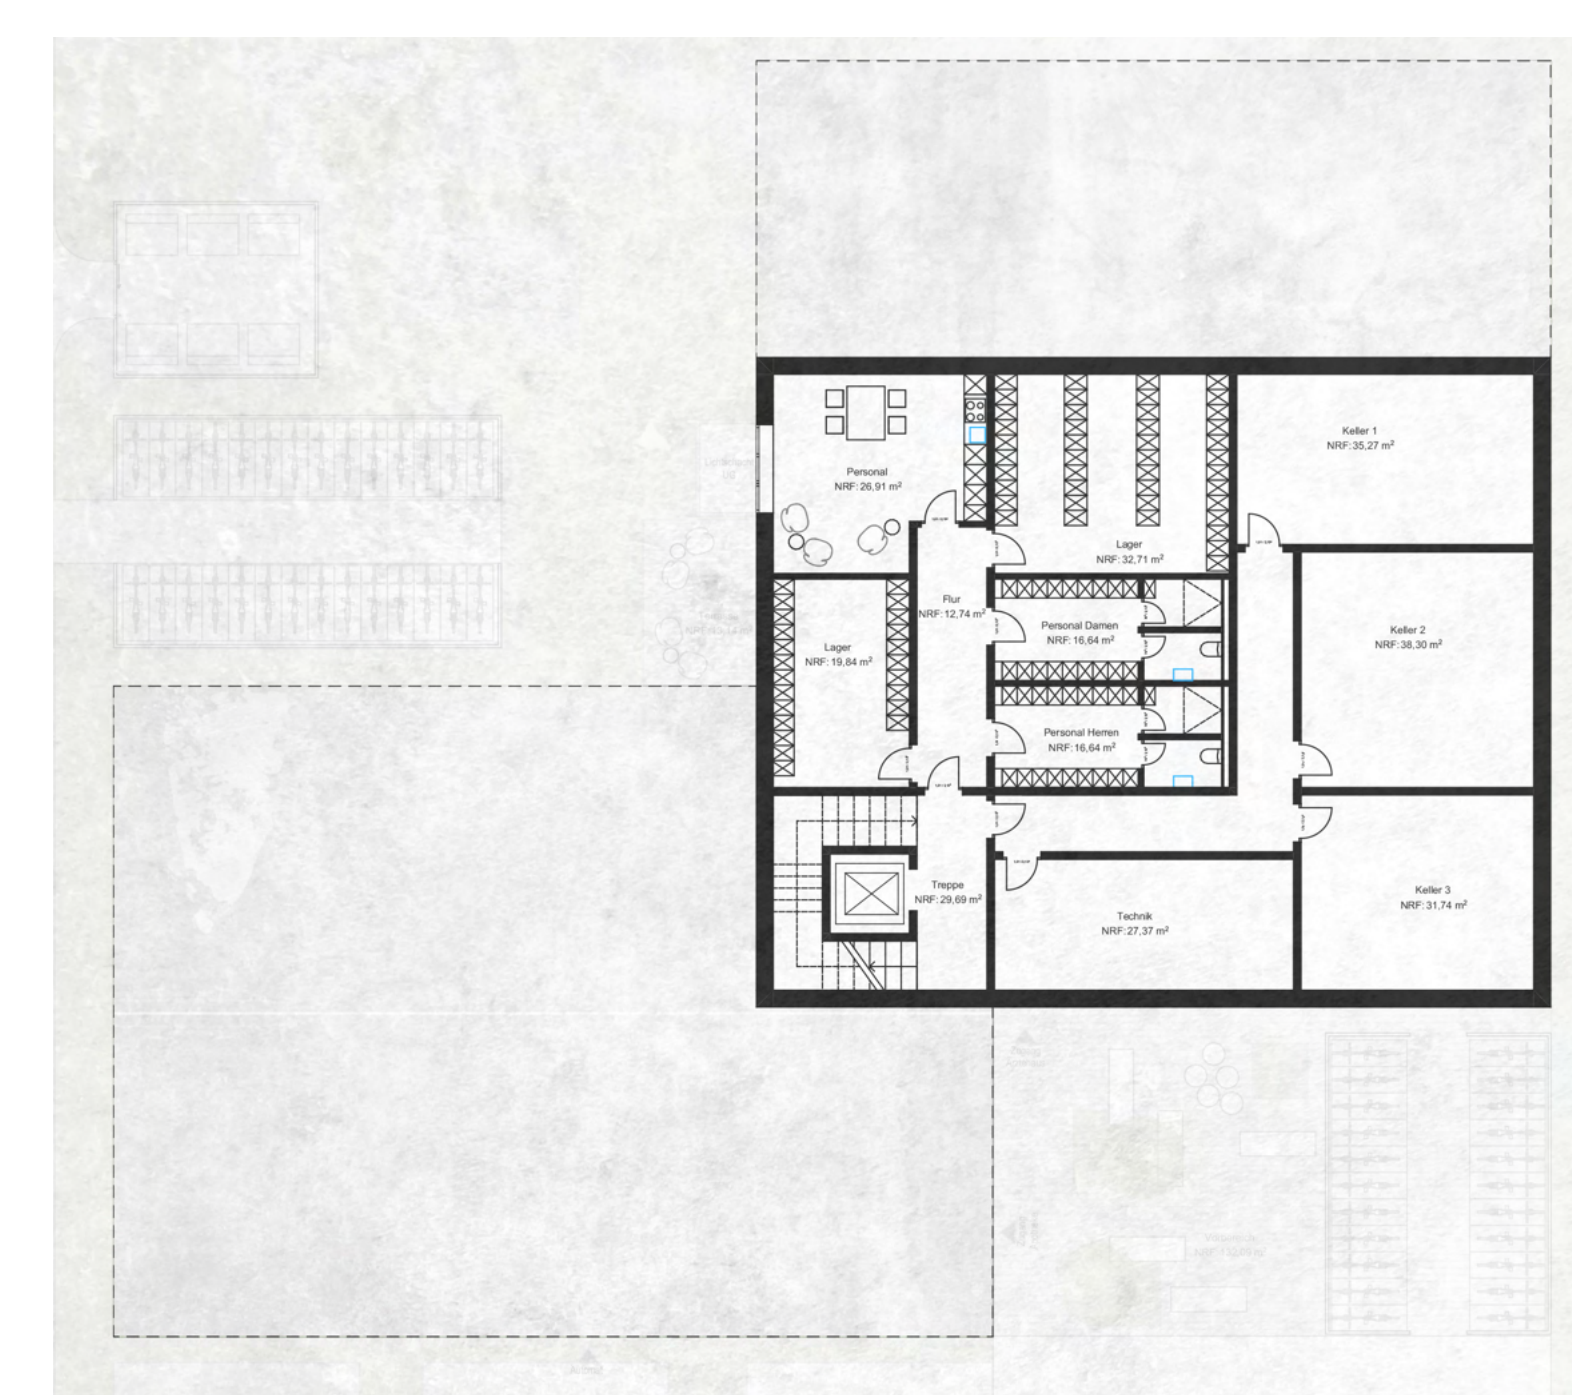 Personal
NRF: 26,91 m²
Keller 1
NRF: 35,27 m²
Lager
NRF: 32,71 m²
Flur
NRF: 12,74 m²
Personal Damen
NRF: 16,64 m²
Keller 2
NRF: 38,30 m²
Lager
NRF: 19,84 m²
Personal Herren
NRF: 16,64 m²
Treppe
NRF: 29,69 m²
Keller 3
NRF: 31,74 m²
Technik
NRF: 27,37 m²